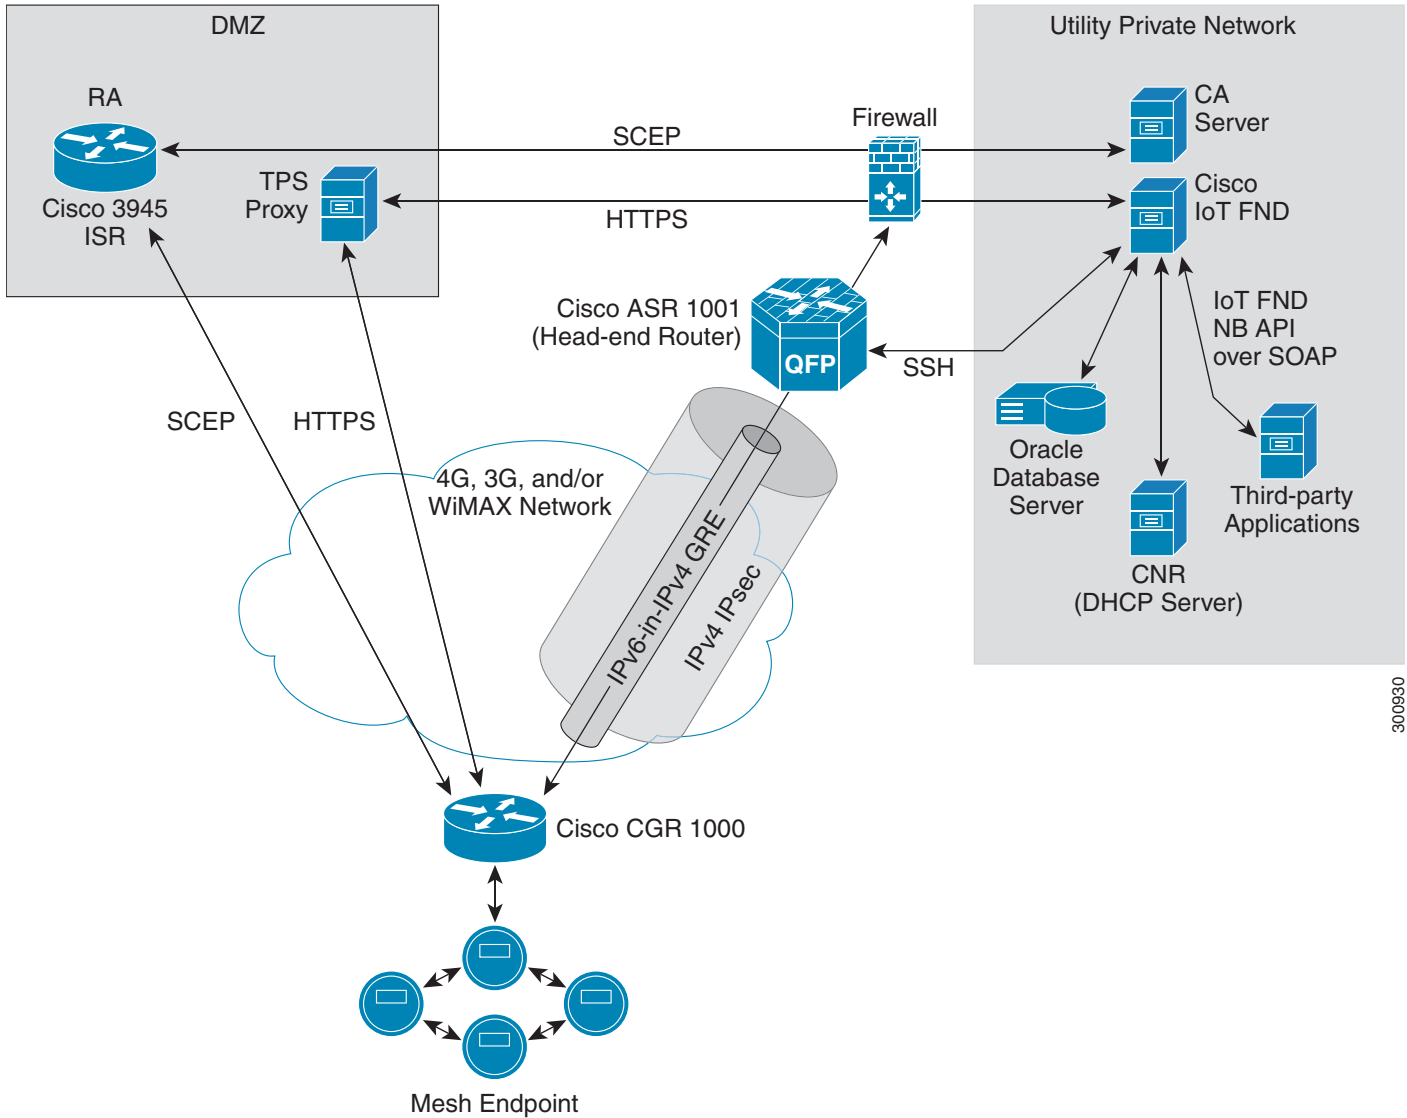 DMZ
Utility Private Network
RA
Cisco 3945
ISR
TPS
Proxy
SCEP
HTTPS
Firewall
CA
Server
Cisco
IoT FND
Cisco ASR 1001
(Head-end Router)
QFP
SSH
IoT FND
NB API
over SOAP
Oracle
Database
Server
Third-party
Applications
CNR
(DHCP Server)
SCEP
HTTPS
4G, 3G, and/or
WiMAX Network
IPv6-in-IPv4 GRE
IPv4 IPsec
300930
Cisco CGR 1000
Mesh Endpoint